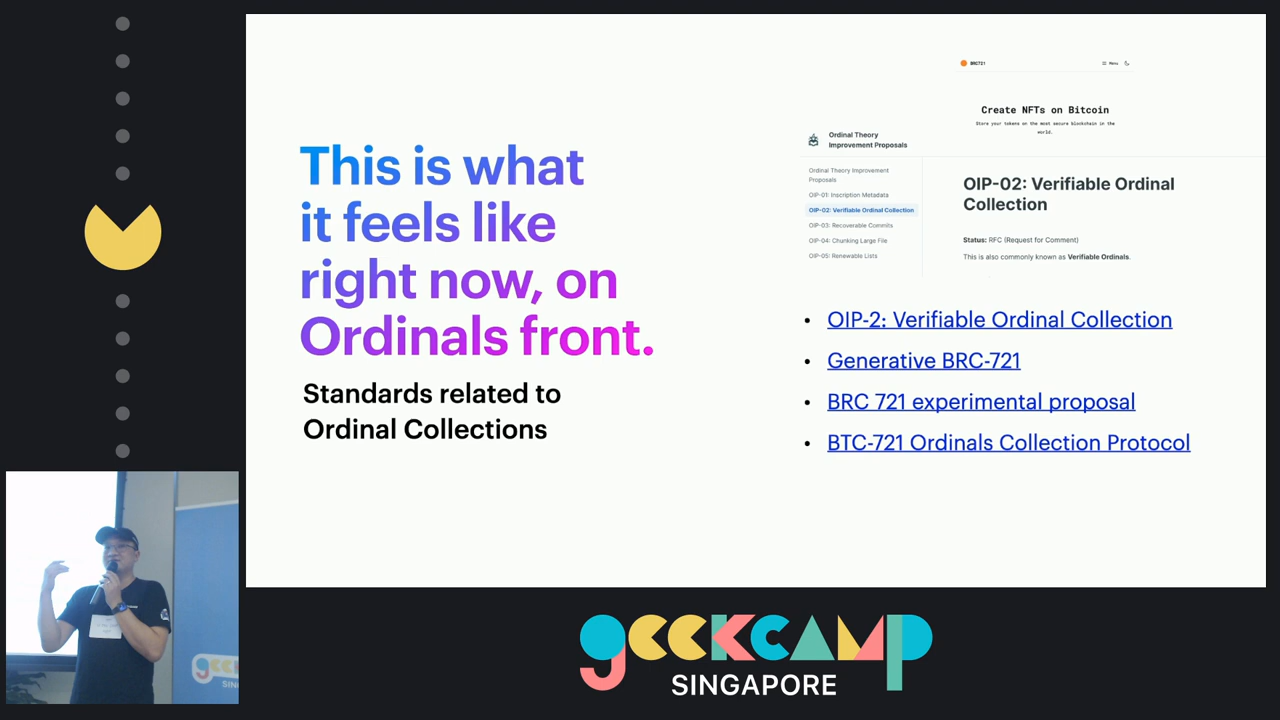 This is what
it feels like
right now, on
Ordinals front.
Standards related to
Ordinal Collections
BRC721
Menu
Create NFTs on Bitcoin
Store your tokens on the most secure blockchain in the
world.
Ordinal Theory
Improvement Proposals
Ordinal Theory Improvement
Proposals
OIP-01: Inscription Metadata
OIP-02: Verifiable Ordinal Collection
OIP-03: Recoverable Commits
OIP-04: Chunking Large File
OIP-05: Renewable Lists
OIP-02: Verifiable Ordinal
Collection
Status: RFC (Request for Comment)
This is also commonly known as Verifiable Ordinals.
• OIP-2: Verifiable Ordinal Collection
• Generative BRC-721
• BRC 721 experimental proposal
• BTC-721 Ordinals Collection Protocol
geekcamp
SINGAPORE